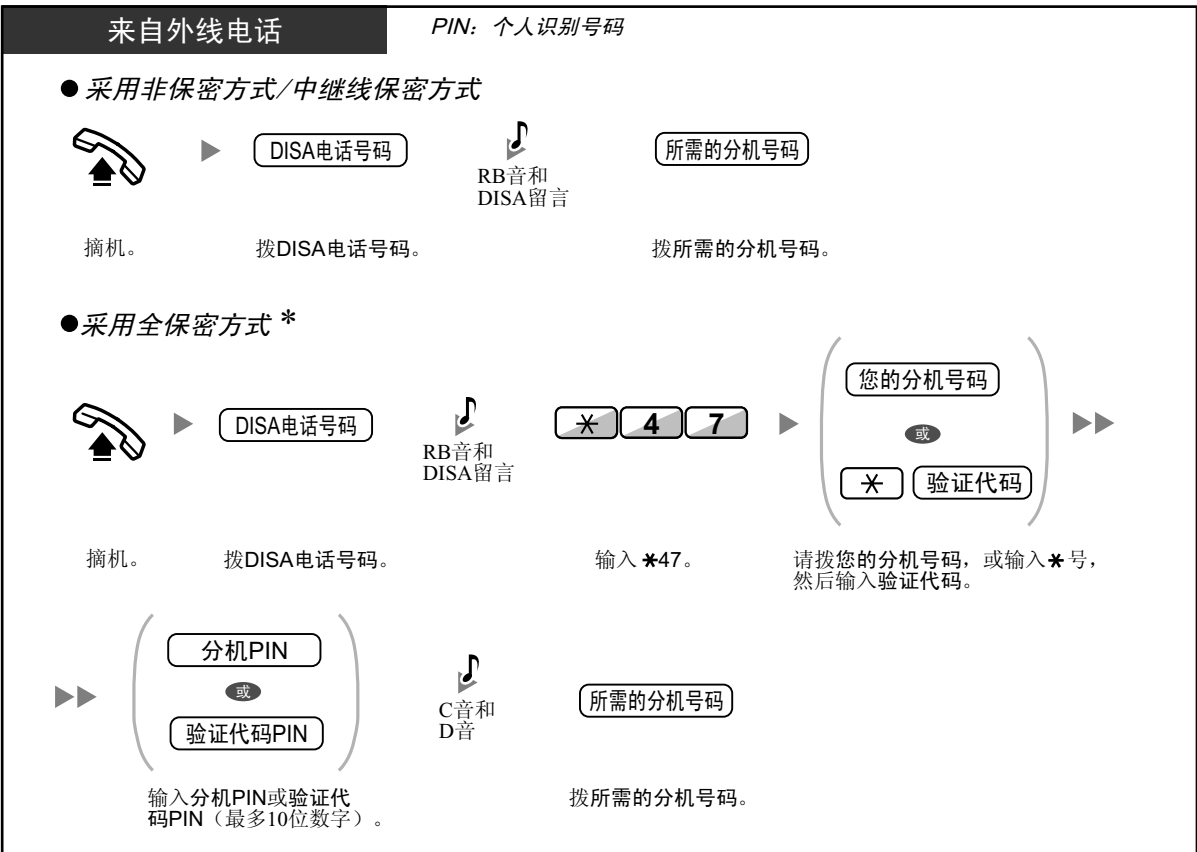 来自外线电话
PIN：个人识别号码
●采用非保密方式/中继线保密方式
DISA电话号码
RB音和
DISA留言
所需的分机号码
摘机。
拨DISA电话号码。
拨所需的分机号码。
●采用全保密方式 *
DISA电话号码
RB音和
DISA留言
* 4 7
您的分机号码
或
* 验证代码
摘机。
拨DISA电话号码。
输入 *47。
请拨您的分机号码，或输入*号，
然后输入验证代码。
分机PIN
或
验证代码PIN
C音和
D音
所需的分机号码
输入分机PIN或验证代
码PIN（最多10位数字）。
拨所需的分机号码。